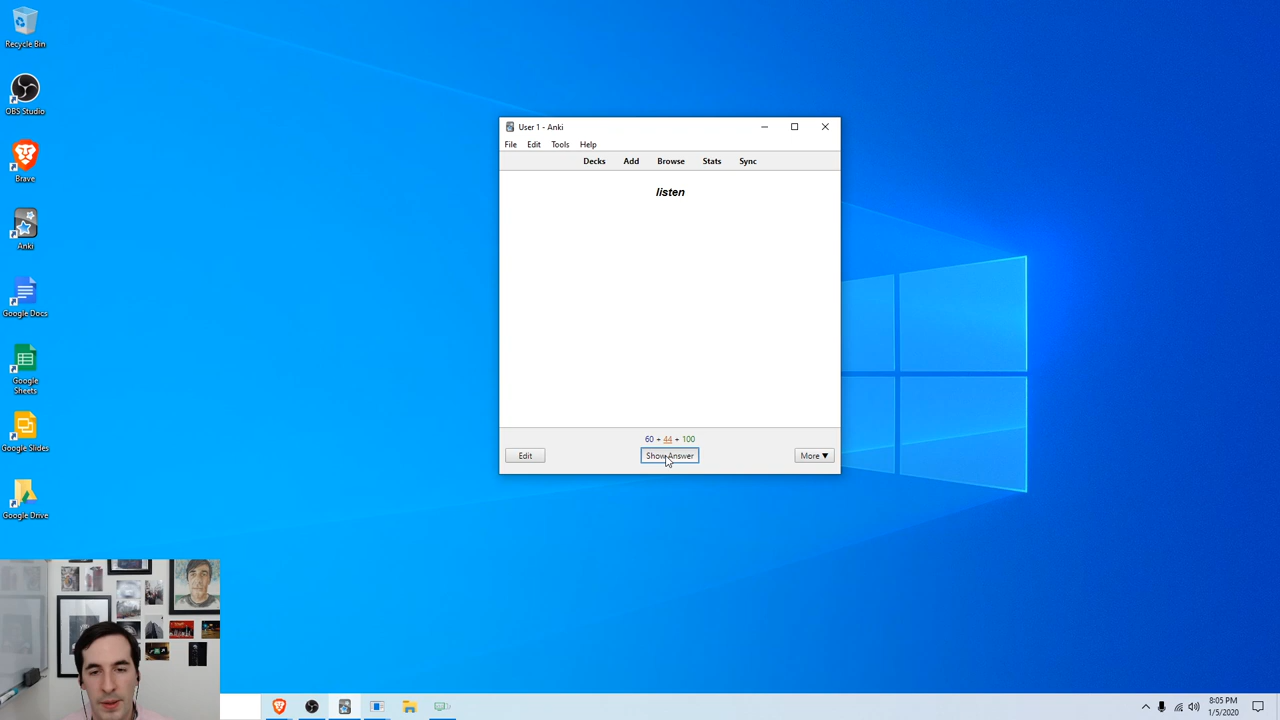 Recycle Bin
OBS Studio
Brave
Anki
Google Docs
Google
Sheets
Google Slides
Google Drive
User 1 - Anki
File Edit Tools Help
Decks Add Browse Stats Sync
listen
60 + 44 + 100
Edit Show Answer More ▼
8:05 PM
1/5/2020